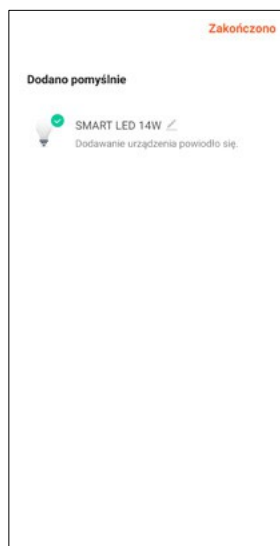 Zakończono
Dodano pomyślnie
SMART LED 14W
Dodawanie urządzenia powiodło się.